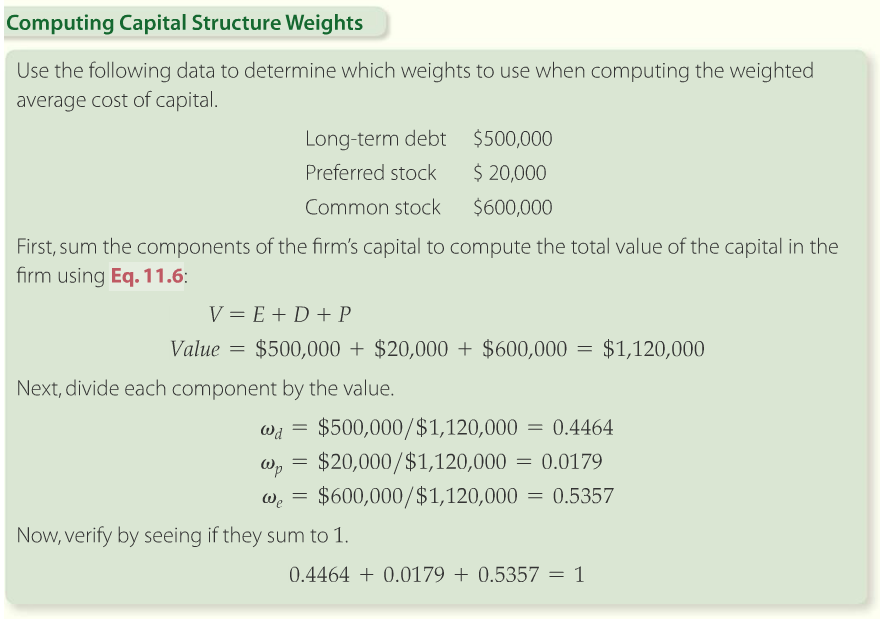 Computing Capital Structure Weights
Use the following data to determine which weights to use when computing the weighted
average cost of capital.
Long-term debt $500,000
Preferred stock $ 20,000
Common stock $600,000
First, sum the components of the firm's capital to compute the total value of the capital in the
firm using Eq. 11.6:
V = E + D + P
Value = $500,000 + $20,000 + $600,000 = $1,120,000
Next, divide each component by the value.
ω_d = $500,000/$1,120,000 = 0.4464
ω_p = $20,000/$1,120,000 = 0.0179
ω_e = $600,000/$1,120,000 = 0.5357
Now, verify by seeing if they sum to 1.
0.4464 + 0.0179 + 0.5357 = 1